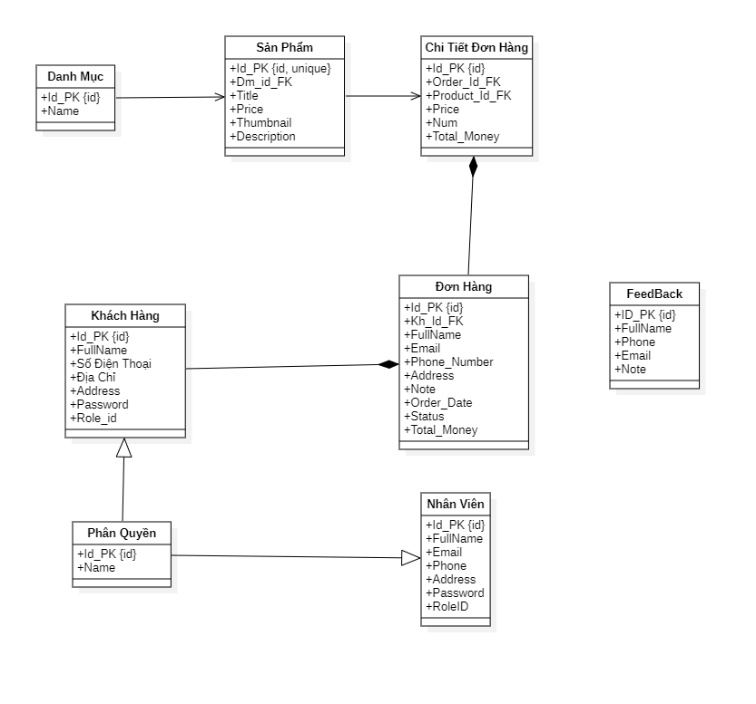 Danh Mục
+Id_PK {id}
+Name
Sản Phẩm
+Id_PK {id, unique}
+Dm_id_FK
+Title
+Price
+Thumbnail
+Description
Chi Tiết Đơn Hàng
+Id_PK {id}
+Order_Id_FK
+Product_Id_FK
+Price
+Num
+Total_Money
Khách Hàng
+Id_PK {id}
+FullName
+Số Điện Thoại
+Địa Chỉ
+Address
+Password
+Role_id
Đơn Hàng
+Id_PK {id}
+Kh_Id_FK
+FullName
+Email
+Phone_Number
+Address
+Note
+Order_Date
+Status
+Total_Money
FeedBack
+ID_PK {id}
+FullName
+Phone
+Email
+Note
Phân Quyền
+Id_PK {id}
+Name
Nhân Viên
+Id_PK {id}
+FullName
+Email
+Phone
+Address
+Password
+RoleID